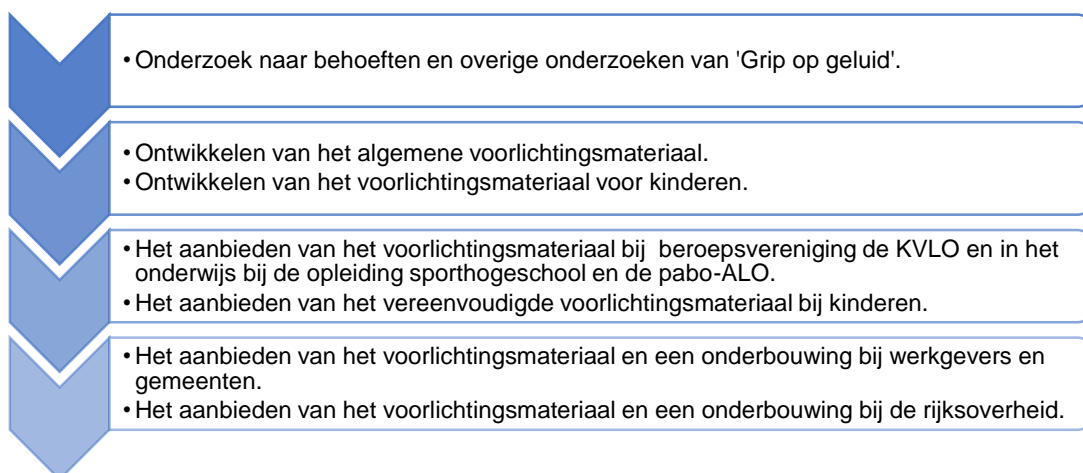 • Onderzoek naar behoeften en overige onderzoeken van 'Grip op geluid'.
• Ontwikkelen van het algemene voorlichtingsmateriaal.
• Ontwikkelen van het voorlichtingsmateriaal voor kinderen.
• Het aanbieden van het voorlichtingsmateriaal bij beroepsvereniging de KVLO en in het
onderwijs bij de opleiding sporthogeschool en de pabo-ALO.
• Het aanbieden van het vereenvoudigde voorlichtingsmateriaal bij kinderen.
• Het aanbieden van het voorlichtingsmateriaal en een onderbouwing bij werkgevers en
gemeenten.
• Het aanbieden van het voorlichtingsmateriaal en een onderbouwing bij de rijksoverheid.